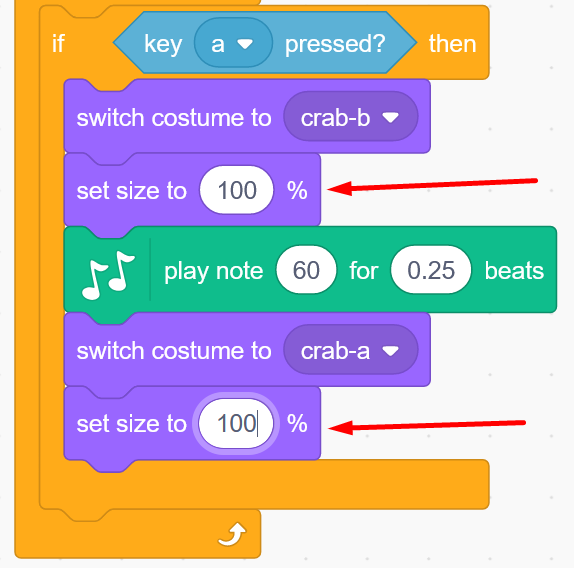 if key a pressed? then
switch costume to crab-b
set size to 100 %
play note 60 for 0.25 beats
switch costume to crab-a
set size to 100 %